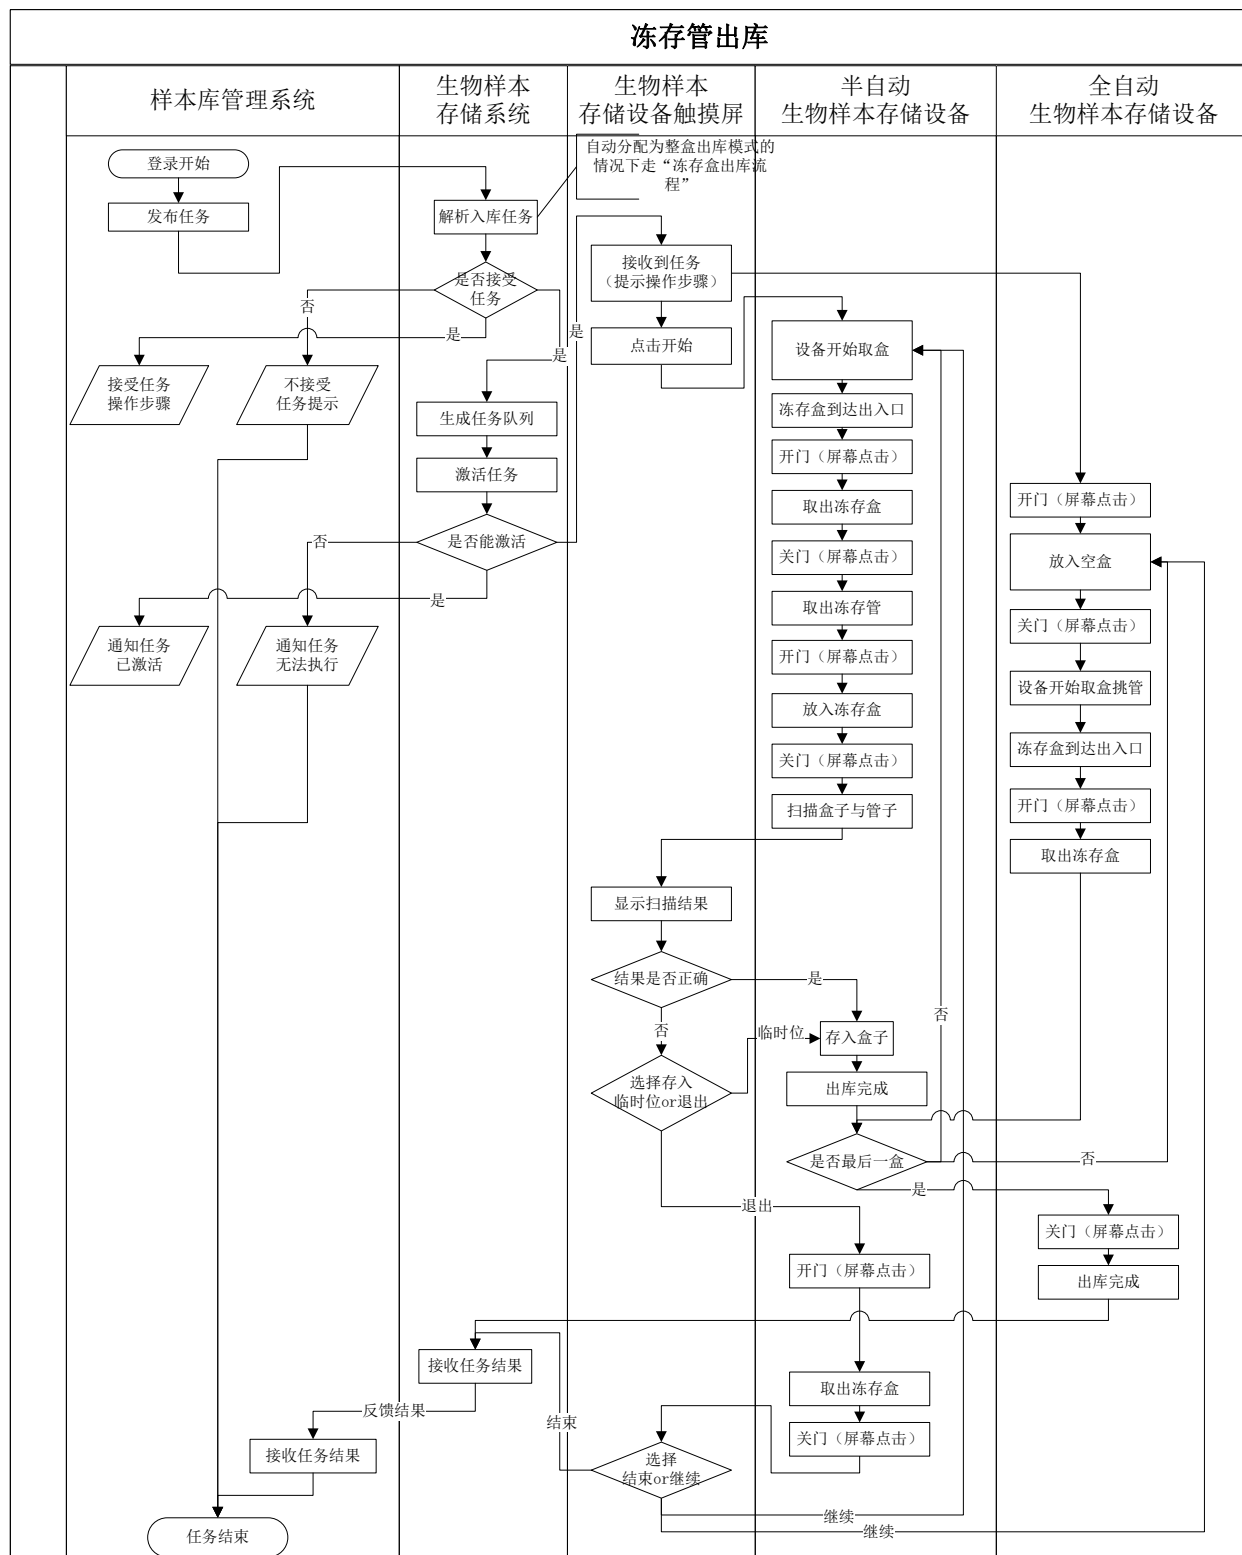 冻存管出库
样本库管理系统
生物样本
存储系统
生物样本
存储设备触摸屏
半自动
生物样本存储设备
全自动
生物样本存储设备
登录开始
发布任务
自动分配为整盒出库模式的
情况下走“冻存盒出库流
程”
解析入库任务
是否接受
任务
否
是
是
是
接受任务
操作步骤
不接受
任务提示
生成任务队列
激活任务
是否能激活
否
是
通知任务
已激活
通知任务
无法执行
接收到任务
（提示操作步骤）
点击开始
设备开始取盒
冻存盒到达出入口
开门（屏幕点击）
取出冻存盒
关门（屏幕点击）
取出冻存管
开门（屏幕点击）
放入冻存盒
关门（屏幕点击）
扫描盒子与管子
开门（屏幕点击）
放入空盒
关门（屏幕点击）
设备开始取盒挑管
冻存盒到达出入口
开门（屏幕点击）
取出冻存盒
显示扫描结果
结果是否正确
是
否
否
选择存入
临时位or退出
临时位
存入盒子
出库完成
是否最后一盒
否
是
退出
关门（屏幕点击）
出库完成
开门（屏幕点击）
接收任务结果
取出冻存盒
反馈结果
结束
关门（屏幕点击）
接收任务结果
选择
结束or继续
继续
继续
任务结束